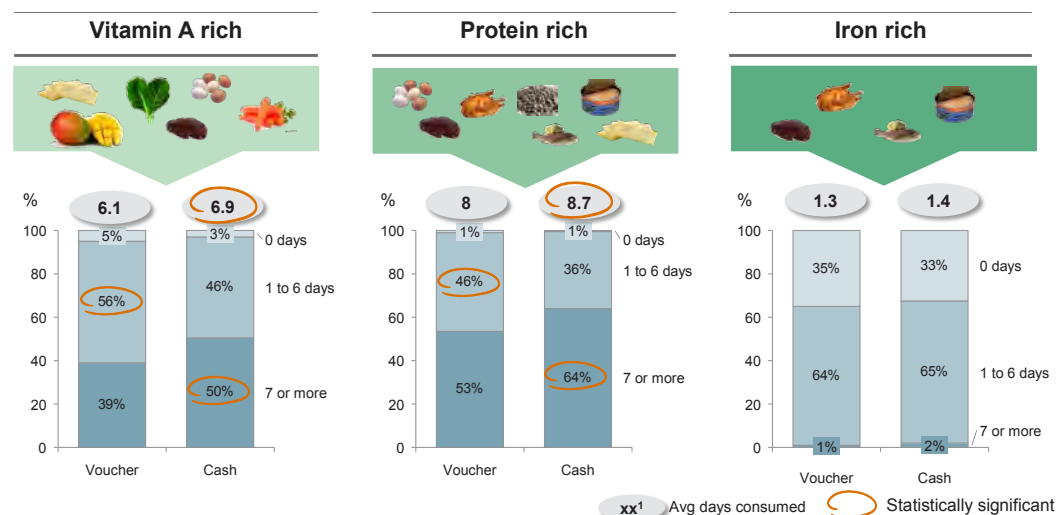 Vitamin A rich
Protein rich
Iron rich
%
6.1
6.9
100
80
60
40
20
0
5%
3%
56%
46%
39%
50%
0 days
1 to 6 days
7 or more
Voucher
Cash
%
8
8.7
100
80
60
40
20
0
1%
1%
46%
36%
53%
64%
0 days
1 to 6 days
7 or more
Voucher
Cash
%
1.3
1.4
100
80
60
40
20
0
35%
33%
64%
65%
1%
2%
0 days
1 to 6 days
7 or more
Voucher
Cash
xx¹ Avg days consumed
Statistically significant